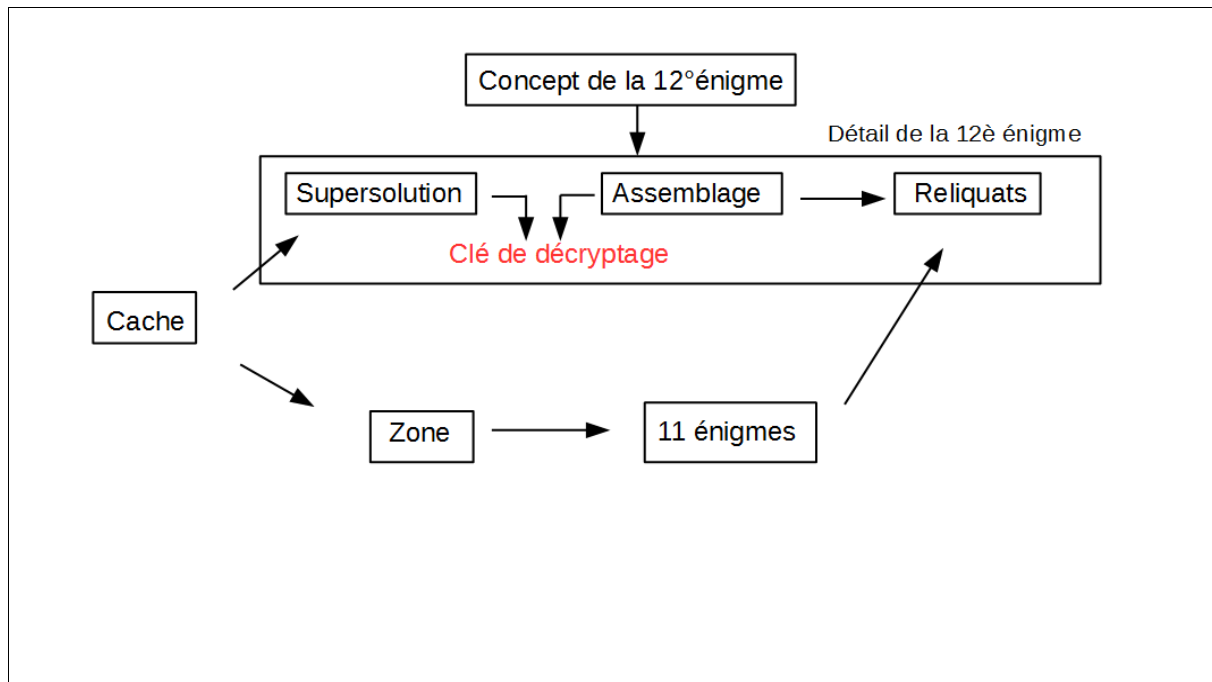 Concept de la 12°énigme
Détail de la 12è énigme
Supersolution
Assemblage
Reliquats
Clé de décryptage
Cache
Zone
11 énigmes